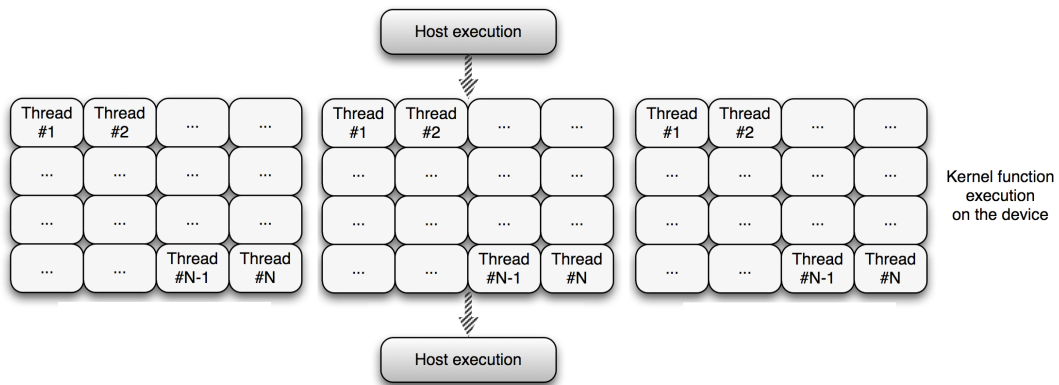 Host execution
Thread #1 Thread #2 ... ... Thread #1 Thread #2 ... ... Thread #1 Thread #2 ... ...
... ... ... ... ... ... ... ... ... ... ... ...
Kernel function
execution
on the device
... ... ... ... ... ... ... ... ... ... ... ...
... ... Thread #N-1 Thread #N ... ... Thread #N-1 Thread #N ... ... Thread #N-1 Thread #N
Host execution